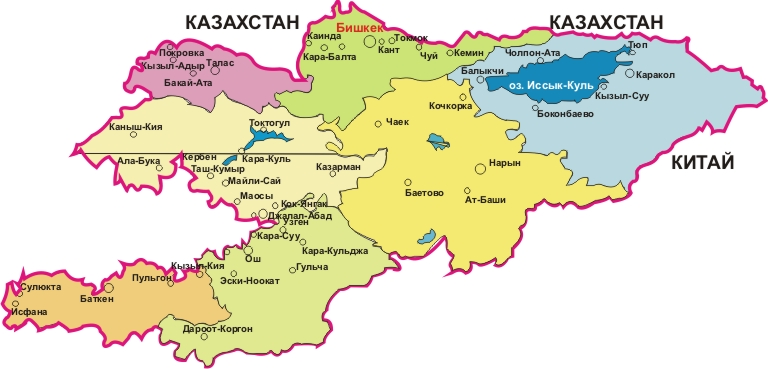 КАЗАХСТАН
КАЗАХСТАН
Бишкек
Каинда
Токмок
Кант
Кара-Балта
Чуй
Кемин
Тюп
Чолпон-Ата
Покровка
Кызыл-Адыр
Талас
Бакай-Ата
Балыкчи
Каракол
оз. Иссык-Куль
Кызыл-Суу
Кочкорка
Боконбаево
Каныш-Кия
Токтогул
Чаек
Ала-Бука
Кербен
Кара-Куль
Таш-Кумыр
Казарман
Нарын
КИТАЙ
Майли-Сай
Баетово
Ат-Баши
Маосы
Кок-Янгак
Джалал-Абад
Узген
Кара-Суу
Кара-Кульджа
Ош
Кызыл-Кия
Гульча
Пульгон
Эски-Ноокат
Сулюкта
Баткен
Исфана
Дароот-Коргон